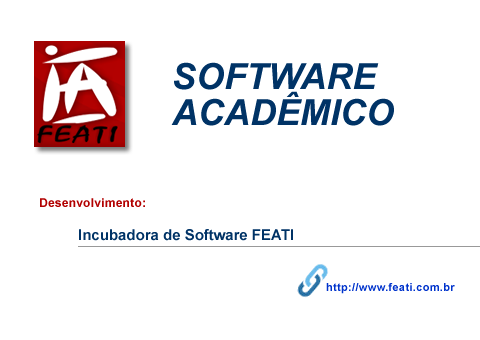 FEATI
SOFTWARE
ACADÊMICO
Desenvolvimento:
Incubadora de Software FEATI
http://www.feati.com.br